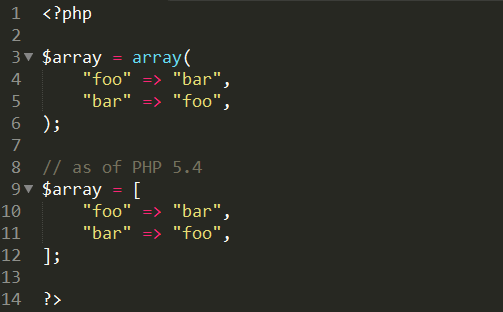 1 <?php
2
3 $array = array(
4     "foo" => "bar",
5     "bar" => "foo",
6 );
7
8 // as of PHP 5.4
9 $array = [
10     "foo" => "bar",
11     "bar" => "foo",
12 ];
13
14 ?>